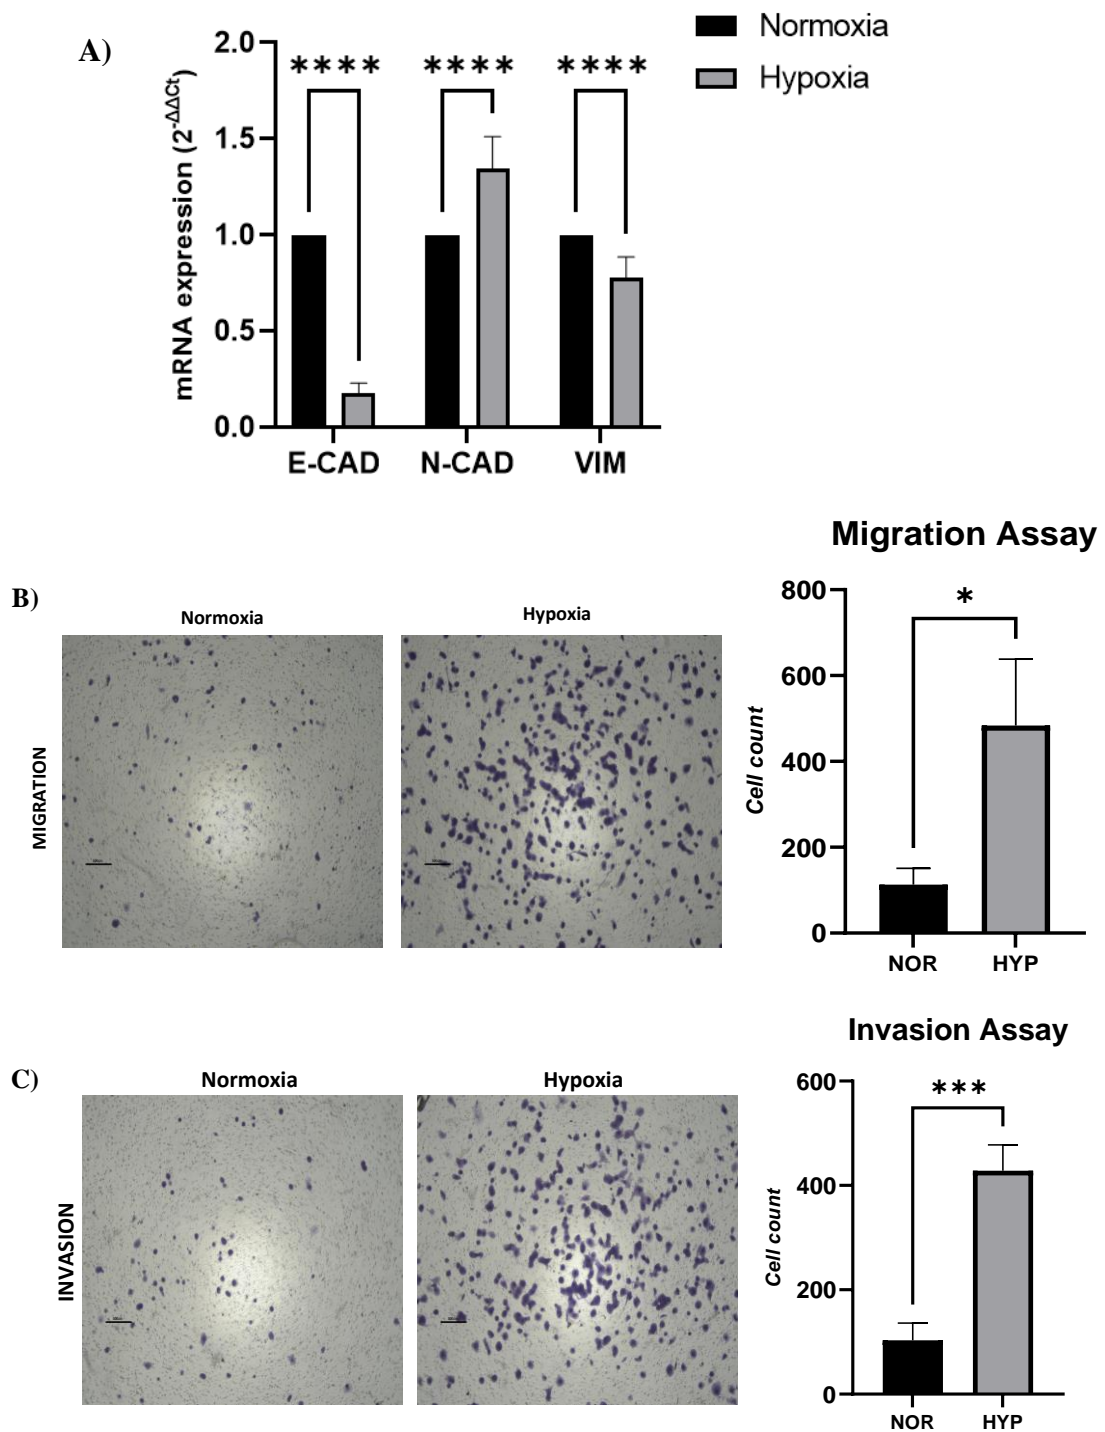 A)
Normoxia
Hypoxia
mRNA expression (2^-ΔΔCt)
2.0
1.5
1.0
0.5
0.0
**** **** ****
E-CAD N-CAD VIM
B)
Normoxia
Hypoxia
MIGRATION
Migration Assay
Cell count
800
600
400
200
0
*
NOR HYP
C)
Normoxia
Hypoxia
INVASION
Invasion Assay
Cell count
600
400
200
0
***
NOR HYP